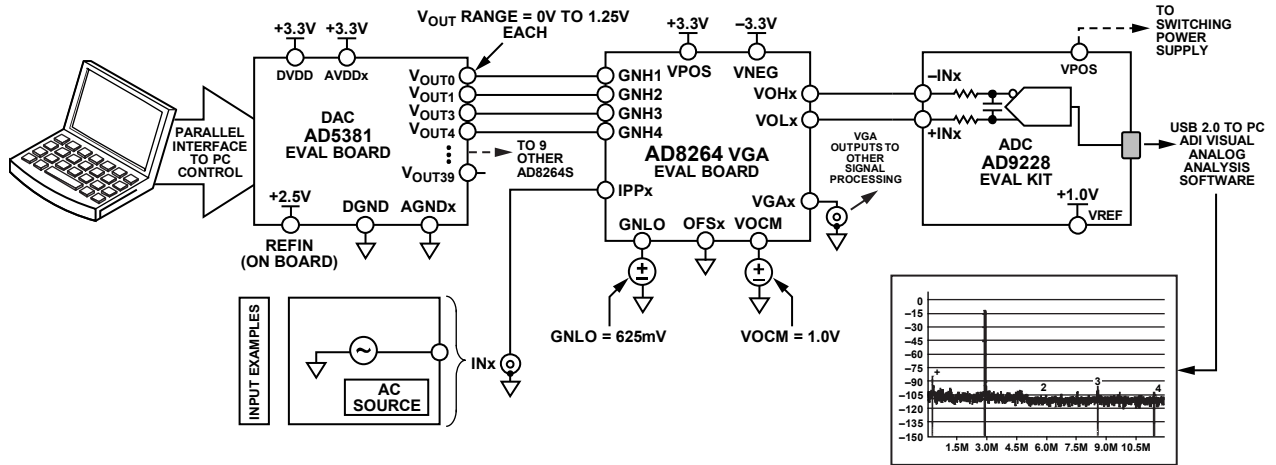 PARALLEL
INTERFACE
TO PC
CONTROL
+3.3V
+3.3V
DVDD
AVDDx
DAC
AD5381
EVAL BOARD
VOUT0
VOUT1
VOUT3
VOUT4
VOUT39
+2.5V
DGND
AGNDx
REFIN
(ON BOARD)
VOUT RANGE = 0V TO 1.25V
EACH
TO 9
OTHER
AD8264S
+3.3V
−3.3V
VPOS
VNEG
GNH1
GNH2
GNH3
GNH4
IPPx
VOHx
VOLx
AD8264 VGA
EVAL BOARD
VGAx
GNLO
OFSx
VOCM
GNLO = 625mV
VOCM = 1.0V
VGA
OUTPUTS TO
OTHER
SIGNAL
PROCESSING
TO
SWITCHING
POWER
SUPPLY
VPOS
−INx
+INx
ADC
AD9228
EVAL KIT
+1.0V
VREF
USB 2.0 TO PC
ADI VISUAL
ANALOG
ANALYSIS
SOFTWARE
INPUT EXAMPLES
AC
SOURCE
INx
0
−15
−30
−45
−60
−75
−90
−105
−120
−135
−150
+
2
3
4
1.5M 3.0M 4.5M 6.0M 7.5M 9.0M 10.5M